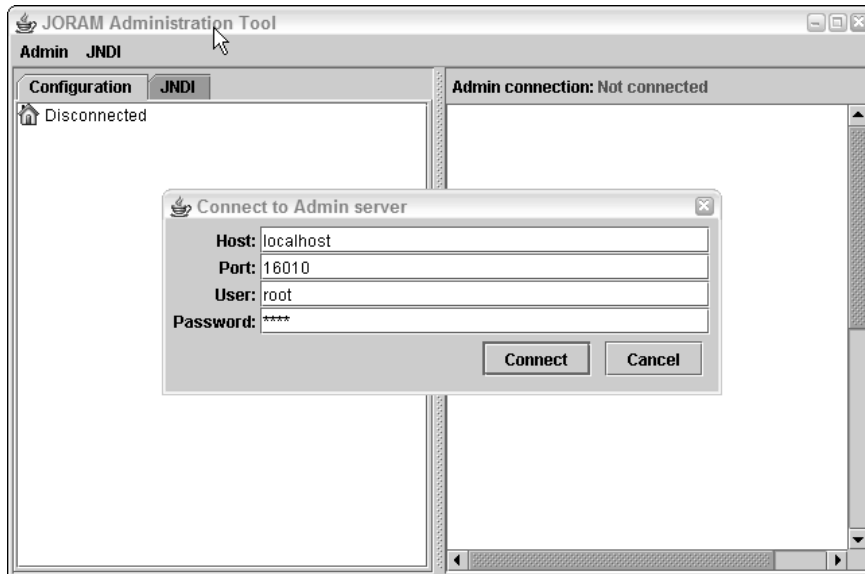 JORAM Administration Tool
Admin JNDI
Configuration JNDI
Admin connection: Not connected
Disconnected
Connect to Admin server
Host: localhost
Port: 16010
User: root
Password: ****
Connect Cancel